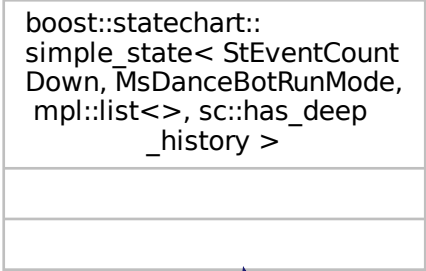 boost::statechart::
simple_state< StEventCount
Down, MsDanceBotRunMode,
mpl::list<>, sc::has_deep
_history >